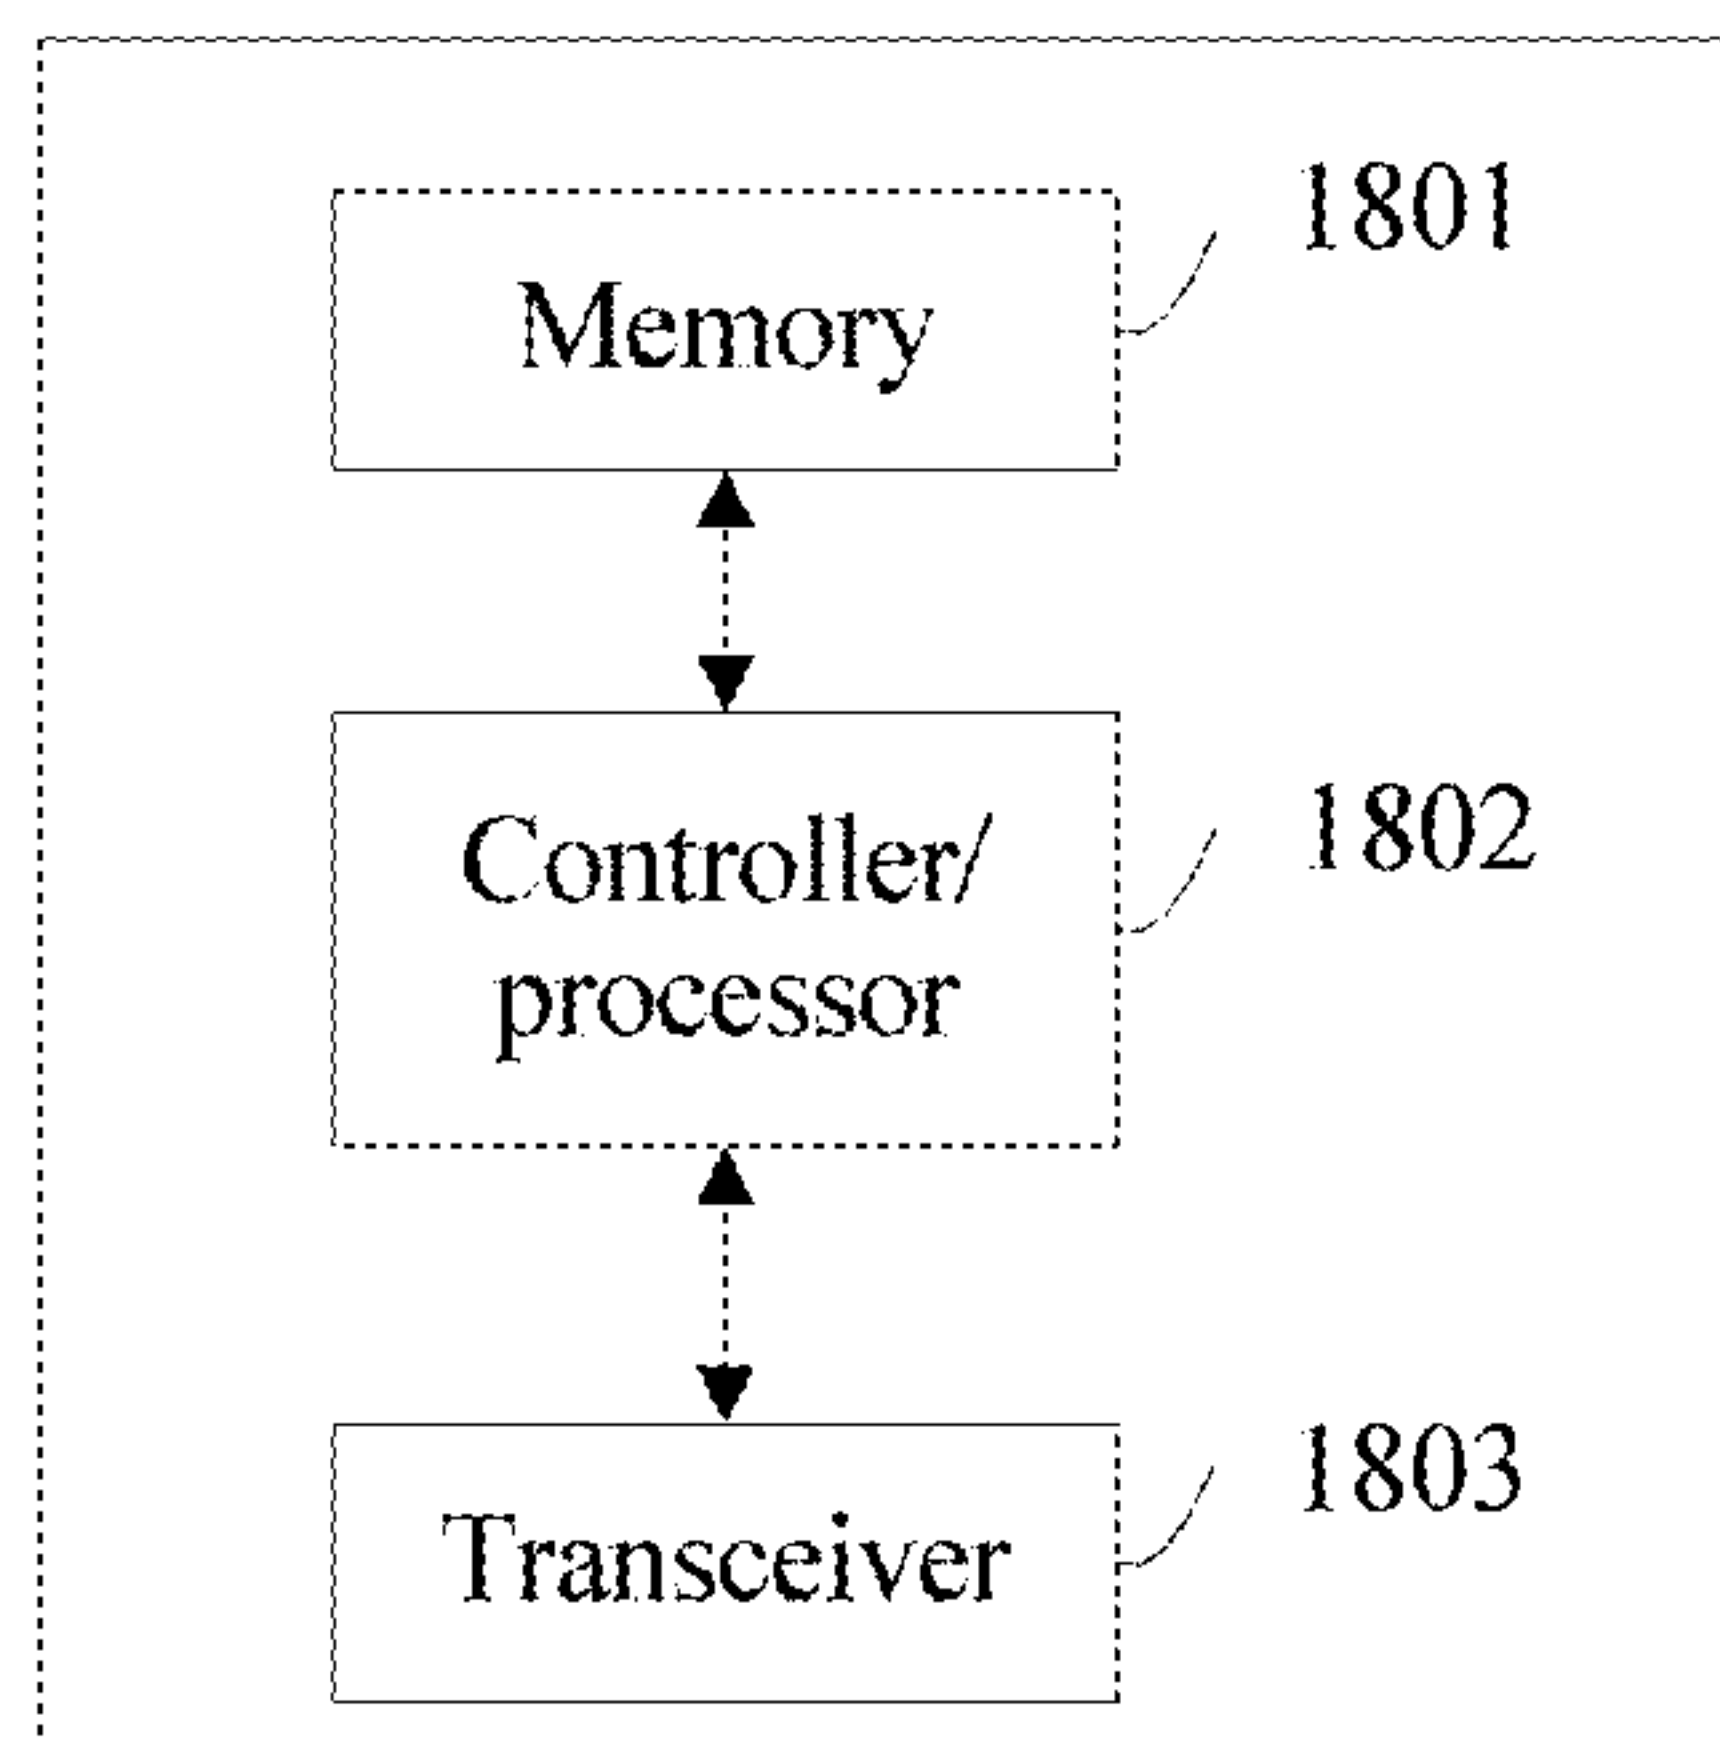 Memory
1801
Controller/
processor
1802
Transceiver
1803